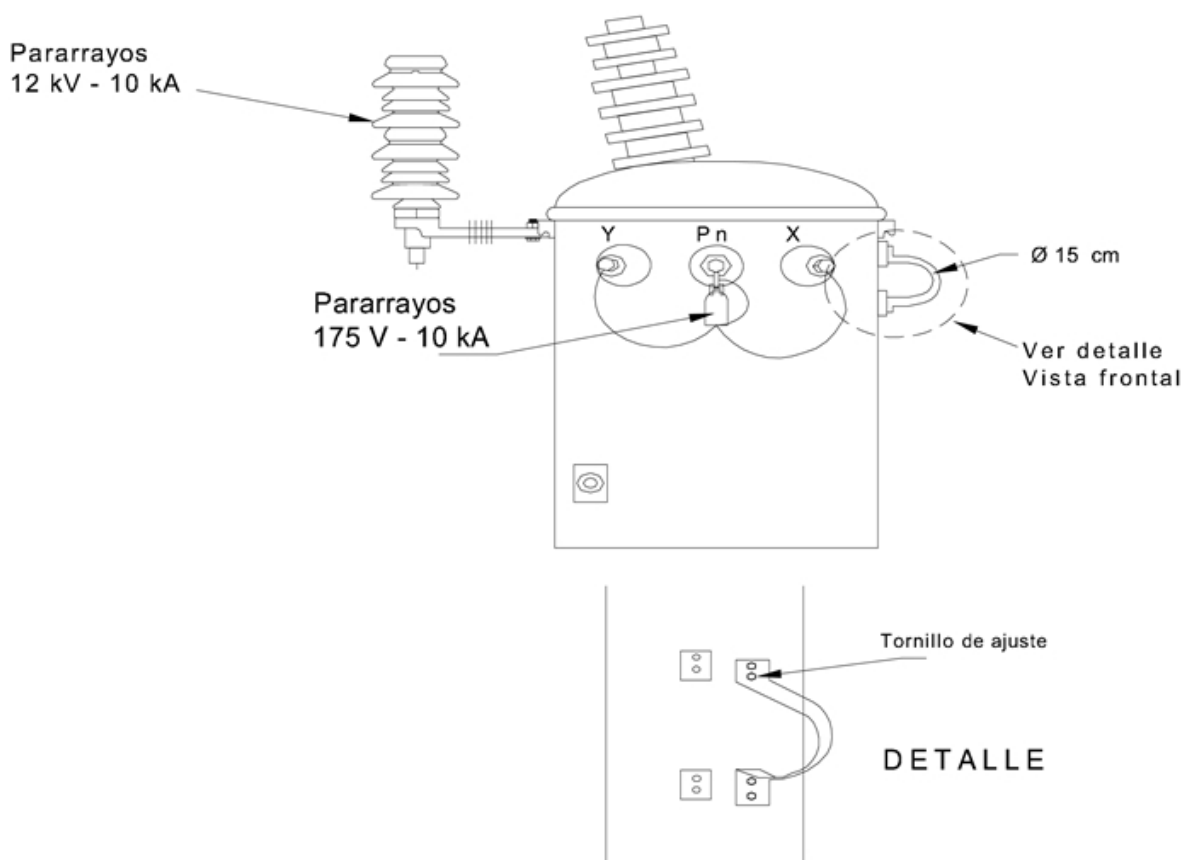 Pararrayos
12 kV - 10 kA
Y
Pn
X
Ø 15 cm
Pararrayos
175 V - 10 kA
Ver detalle
Vista frontal
Tornillo de ajuste
DETALLE